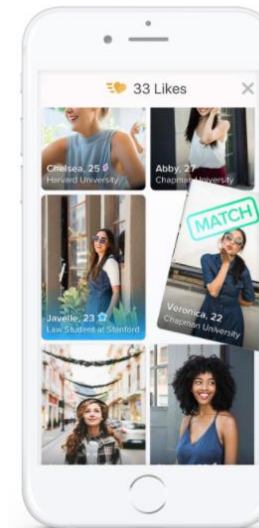 33 Likes
Chelsea, 25
Harvard University
Abby, 27
Chapman University
MATCH
Javelle, 23
Law Student at Stanford
Veronica, 22
Chapman University